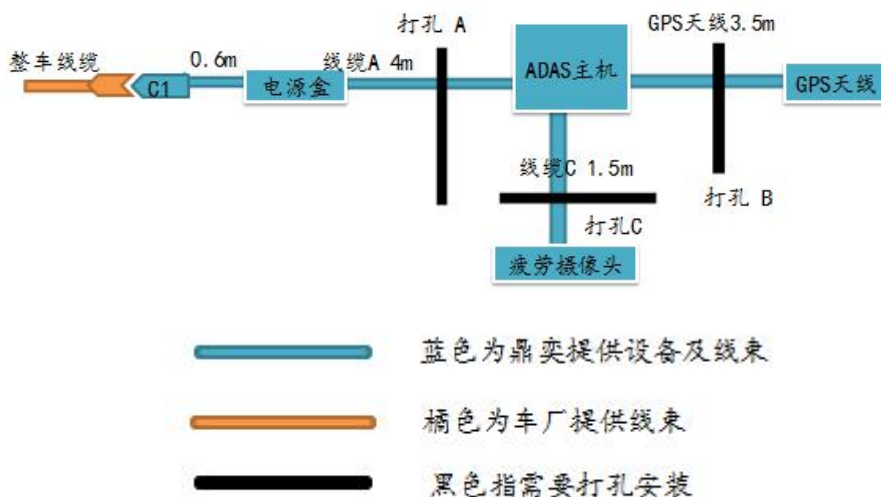 打孔 A
GPS天线3.5m
整车线缆
0.6m
线缆A 4m
ADAS主机
C1
电源盒
GPS天线
线缆C 1.5m
打孔 B
打孔C
疲劳摄像头
蓝色为鼎奕提供设备及线束
橘色为车厂提供线束
黑色指需要打孔安装